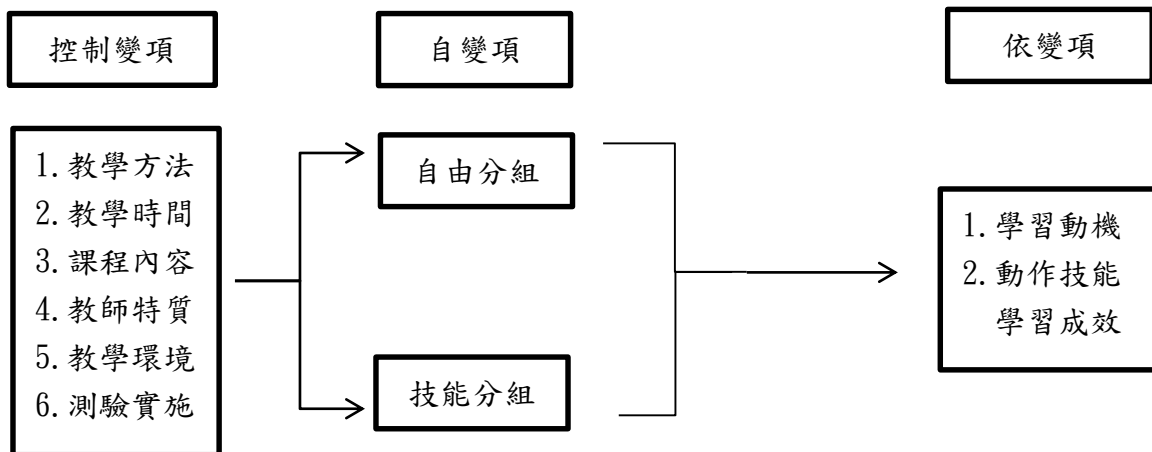 控制變項
自變項
依變項
1.教學方法
2.教學時間
3.課程內容
4.教師特質
5.教學環境
6.測驗實施
自由分組
技能分組
1.學習動機
2.動作技能
學習成效